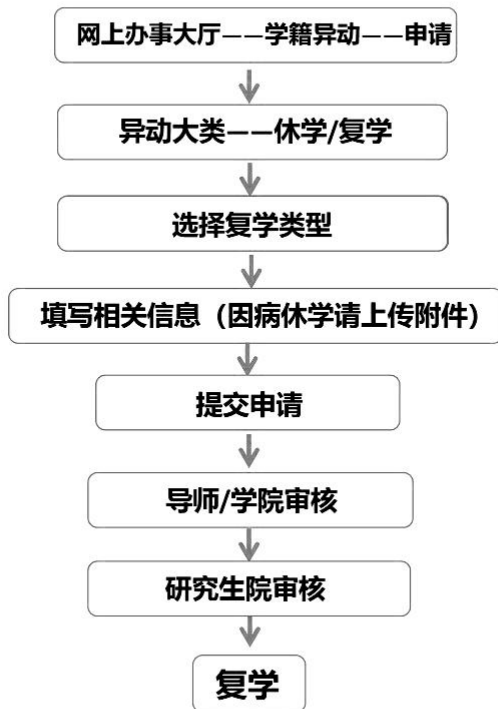 网上办事大厅——学籍异动——申请
异动大类——休学/复学
选择复学类型
填写相关信息（因病休学请上传附件）
提交申请
导师/学院审核
研究生院审核
复学